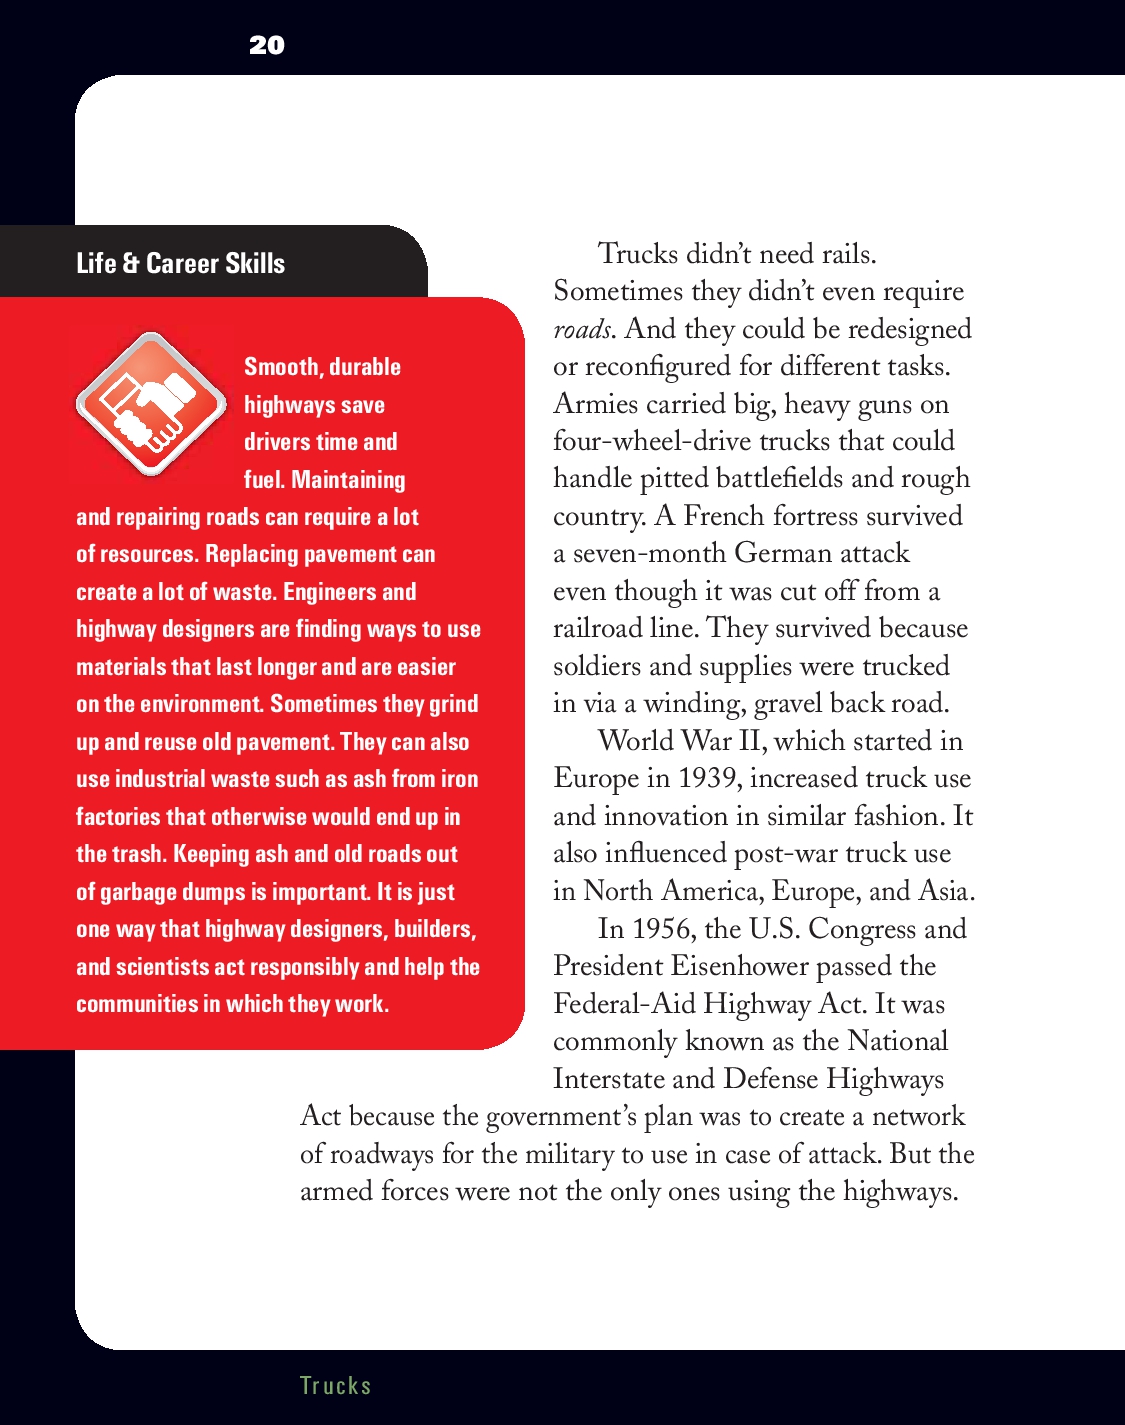 20
Life & Career Skills
Smooth, durable
highways save
drivers time and
fuel. Maintaining
and repairing roads can require a lot
of resources. Replacing pavement can
create a lot of waste. Engineers and
highway designers are finding ways to use
materials that last longer and are easier
on the environment. Sometimes they grind
up and reuse old pavement. They can also
use industrial waste such as ash from iron
factories that otherwise would end up in
the trash. Keeping ash and old roads out
of garbage dumps is important. It is just
one way that highway designers, builders,
and scientists act responsibly and help the
communities in which they work.
Trucks didn’t need rails.
Sometimes they didn’t even require
roads. And they could be redesigned
or reconfigured for different tasks.
Armies carried big, heavy guns on
four-wheel-drive trucks that could
handle pitted battlefields and rough
country. A French fortress survived
a seven-month German attack
even though it was cut off from a
railroad line. They survived because
soldiers and supplies were trucked
in via a winding, gravel back road.
World War II, which started in
Europe in 1939, increased truck use
and innovation in similar fashion. It
also influenced post-war truck use
in North America, Europe, and Asia.
In 1956, the U.S. Congress and
President Eisenhower passed the
Federal-Aid Highway Act. It was
commonly known as the National
Interstate and Defense Highways
Act because the government’s plan was to create a network
of roadways for the military to use in case of attack. But the
armed forces were not the only ones using the highways.
Trucks